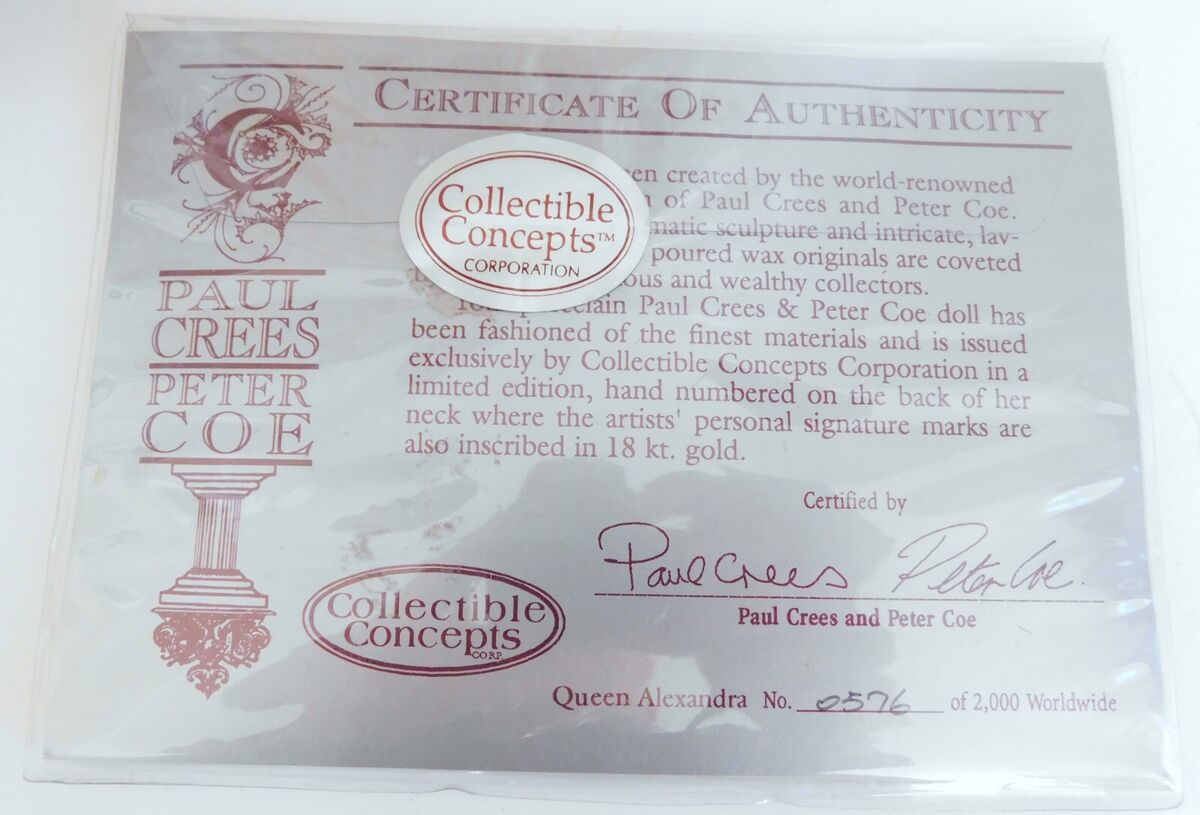 CERTIFICATE OF AUTHENTICITY
created by the world-renowned
of Paul Crees and Peter Coe.
sculpture and intricate, lav-
poured wax originals are coveted
and wealthy collectors.
Paul Crees & Peter Coe doll has
been fashioned of the finest materials and is issued
exclusively by Collectible Concepts Corporation in a
limited edition, hand numbered on the back of her
neck where the artists' personal signature marks are
also inscribed in 18 kt. gold.
Collectible
Concepts™
CORPORATION
PAUL
CREES
PETER
COE
Certified by
Paul Crees Peter Coe.
Paul Crees and Peter Coe
Collectible
Concepts
CORP.
Queen Alexandra No. 0576 of 2,000 Worldwide